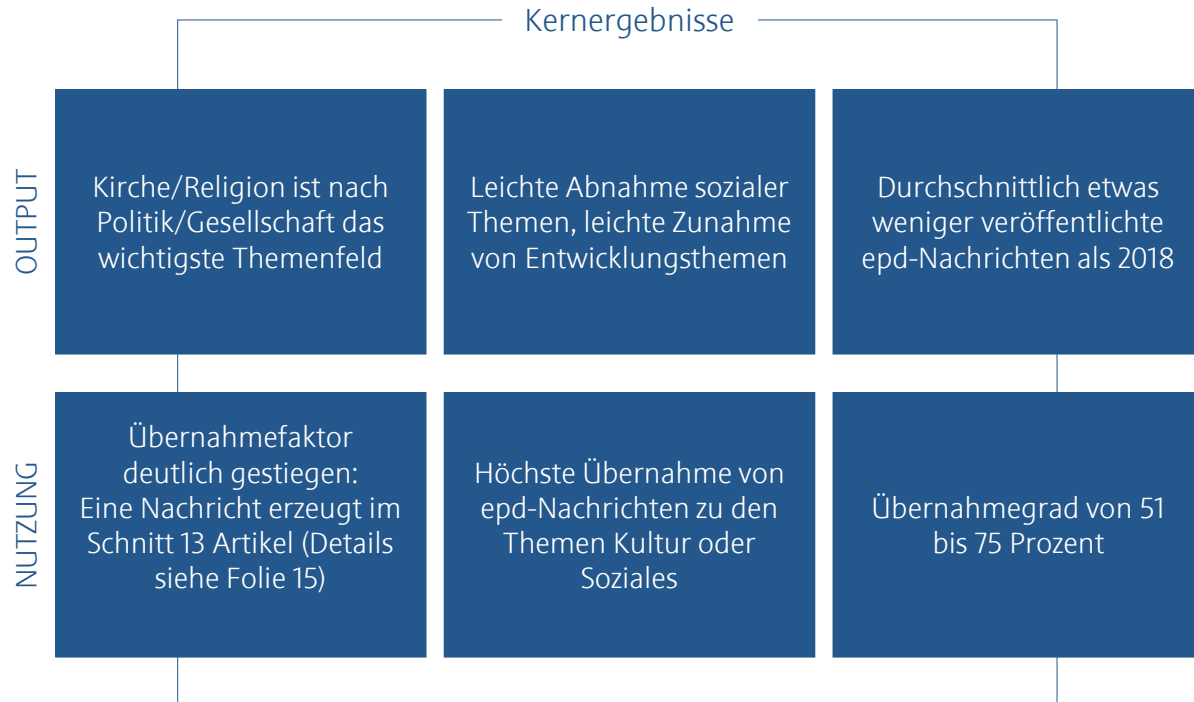 Kernergebnisse
OUTPUT
Kirche/Religion ist nach
Politik/Gesellschaft das
wichtigste Themenfeld
Leichte Abnahme sozialer
Themen, leichte Zunahme
von Entwicklungsthemen
Durchschnittlich etwas
weniger veröffentlichte
epd-Nachrichten als 2018
NUTZUNG
Übernahmefaktor
deutlich gestiegen:
Eine Nachricht erzeugt im
Schnitt 13 Artikel (Details
siehe Folie 15)
Höchste Übernahme von
epd-Nachrichten zu den
Themen Kultur oder
Soziales
Übernahmegrad von 51
bis 75 Prozent